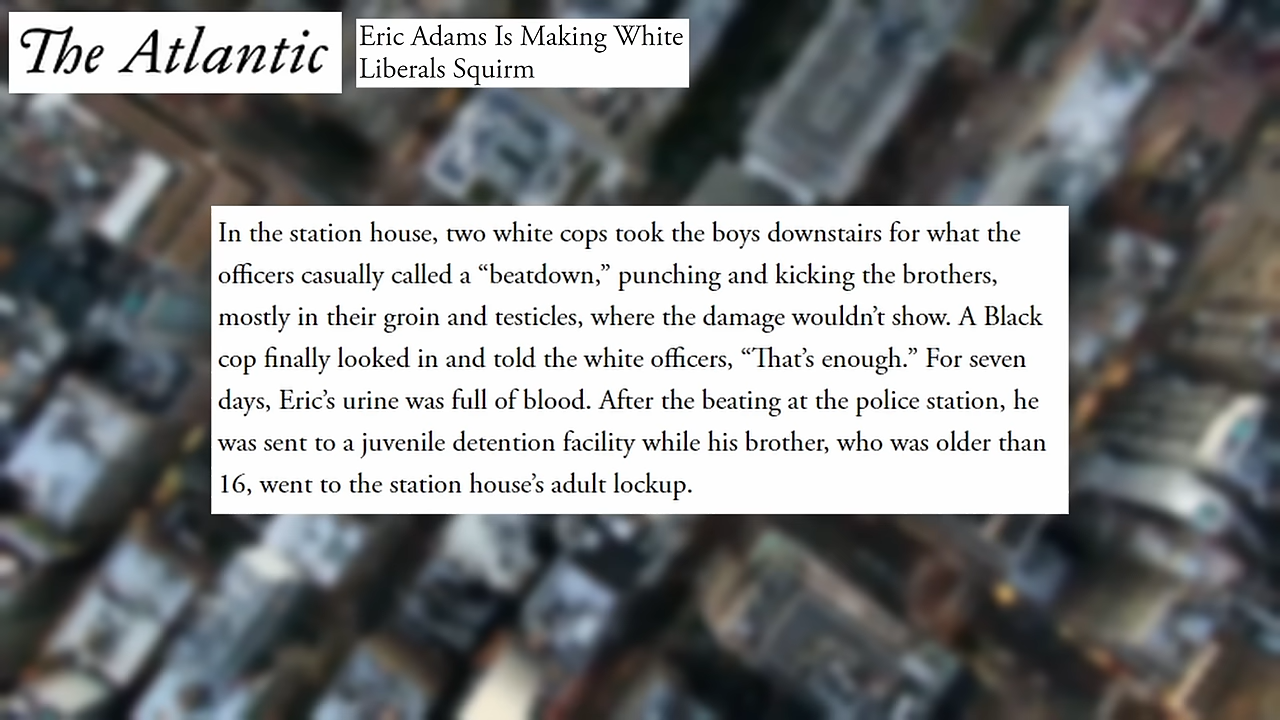 The Atlantic
Eric Adams Is Making White
Liberals Squirm
In the station house, two white cops took the boys downstairs for what the
officers casually called a “beatdown,” punching and kicking the brothers,
mostly in their groin and testicles, where the damage wouldn’t show. A Black
cop finally looked in and told the white officers, “That’s enough.” For seven
days, Eric’s urine was full of blood. After the beating at the police station, he
was sent to a juvenile detention facility while his brother, who was older than
16, went to the station house’s adult lockup.